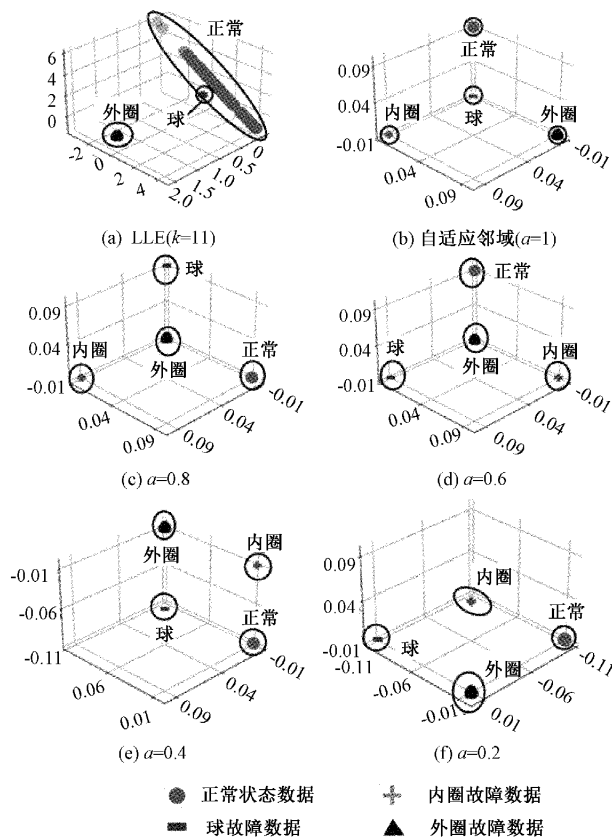 正常
6
4
2
0
外圈
球
-2
0
2
4
2.0
1.5
1.0
0.5
0
(a) LLE(k=11)
正常
0.09
0.04
-0.01
内圈
球
外圈
0.04
0.09
0.09
0.04
-0.01
(b) 自适应邻域(a=1)
球
0.09
0.04
-0.01
内圈
外圈
正常
0.04
0.09
0.09
0.04
-0.01
(c) a=0.8
正常
0.09
0.04
-0.01
球
外圈
内圈
0.04
0.09
0.09
0.04
-0.01
(d) a=0.6
外圈
内圈
-0.01
-0.06
-0.11
球
正常
0.06
0.01
0.09
0.04
-0.01
(e) a=0.4
0.09
0.04
-0.01
内圈
正常
球
外圈
-0.11
-0.06
-0.01
0.01
-0.06
-0.11
(f) a=0.2
正常状态数据
内圈故障数据
球故障数据
外圈故障数据